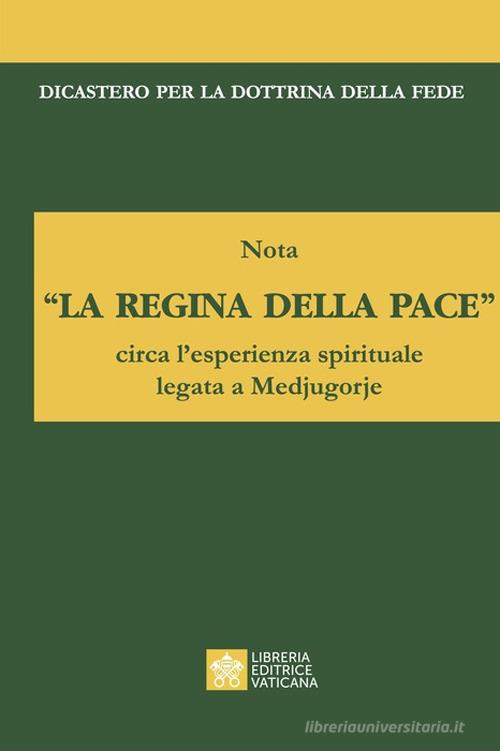 DICASTERO PER LA DOTTRINA DELLA FEDE
Nota
“LA REGINA DELLA PACE”
circa l’esperienza spirituale
legata a Medjugorje
LIBRERIA
EDITRICE
VATICANA
libreriauniversitaria.it